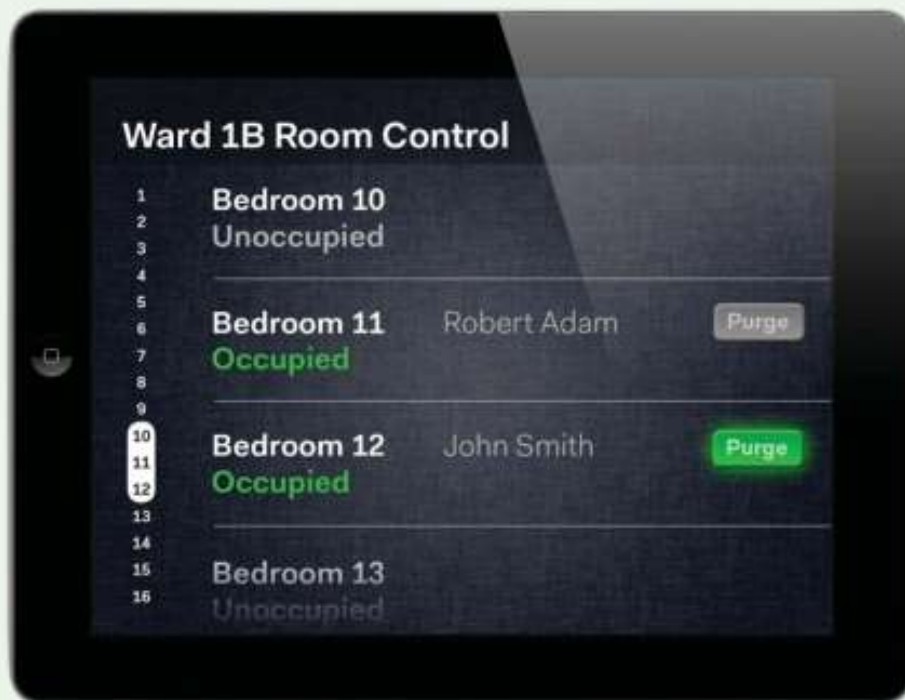 Ward 1B Room Control
1
2
3
4
5
6
7
8
9
10
11
12
13
14
15
16
Bedroom 10
Unoccupied
Bedroom 11 Robert Adam Purge
Occupied
Bedroom 12 John Smith Purge
Occupied
Bedroom 13
Unoccupied